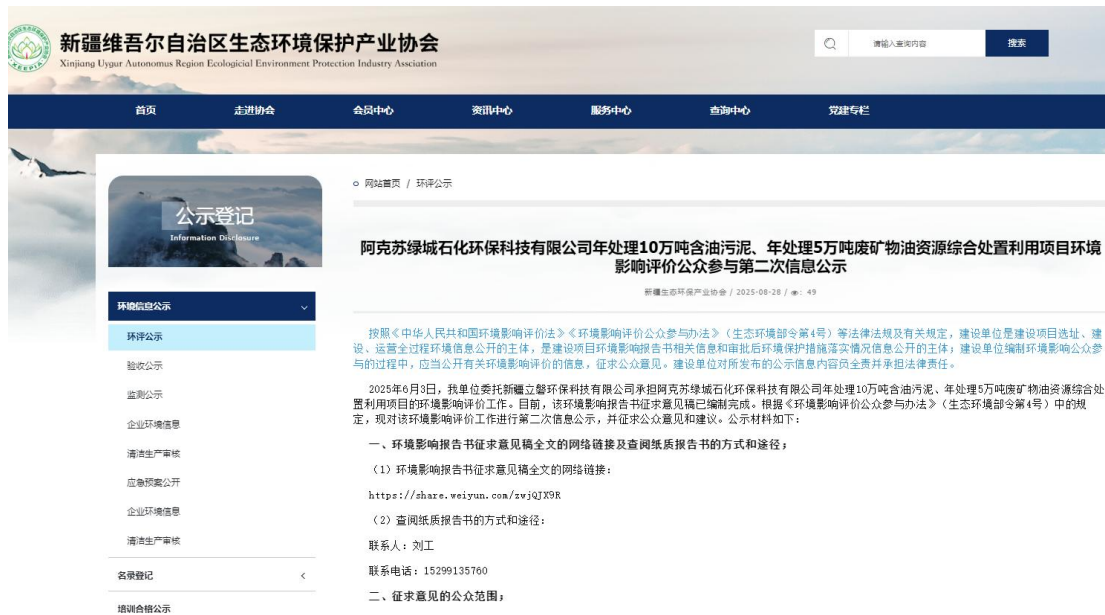 新疆维吾尔自治区生态环境保护产业协会
Xinjiang Uygur Autonomus Region Ecologicial Environment Protection Industry Assciation
请输入查询内容
搜索
首页
走进协会
会员中心
资讯中心
服务中心
查询中心
党建专栏
公示登记
Information Disclosure
环境信息公示
环评公示
验收公示
监测公示
企业环境信息
清洁生产审核
应急预案公开
企业环境信息
清洁生产审核
名录登记
培训合格公示
网站首页 / 环评公示
阿克苏绿城石化环保科技有限公司年处理10万吨含油污泥、年处理5万吨废矿物油资源综合处置利用项目环境
影响评价公众参与第二次信息公示
新疆生态环保产业协会 / 2025-08-28 / : 49
按照《中华人民共和国环境影响评价法》《环境影响评价公众参与办法》（生态环境部令第4号）等法律法规及有关规定，建设单位是建设项目选址、建
设、运营全过程环境信息公开的主体，是建设项目环境影响报告书相关信息和审批后环境保护措施落实情况信息公开的主体；建设单位编制环境影响公众参
与的过程中，应当公开有关环境影响评价的信息，征求公众意见。建设单位对所发布的公示信息内容负全责并承担法律责任。
2025年6月3日，我单位委托新疆立磐环保科技有限公司承担阿克苏绿城石化环保科技有限公司年处理10万吨含油污泥、年处理5万吨废矿物油资源综合处
置利用项目的环境影响评价工作。目前，该环境影响报告书征求意见稿已编制完成。根据《环境影响评价公众参与办法》（生态环境部令第4号）中的规
定，现对该环境影响评价工作进行第二次信息公示，并征求公众意见和建议。公示材料如下：
一、环境影响报告书征求意见稿全文的网络链接及查阅纸质报告书的方式和途径；
（1）环境影响报告书征求意见稿全文的网络链接：
https://share.weiyun.com/zwjQJX9R
（2）查阅纸质报告书的方式和途径：
联系人：刘工
联系电话：15299135760
二、征求意见的公众范围；